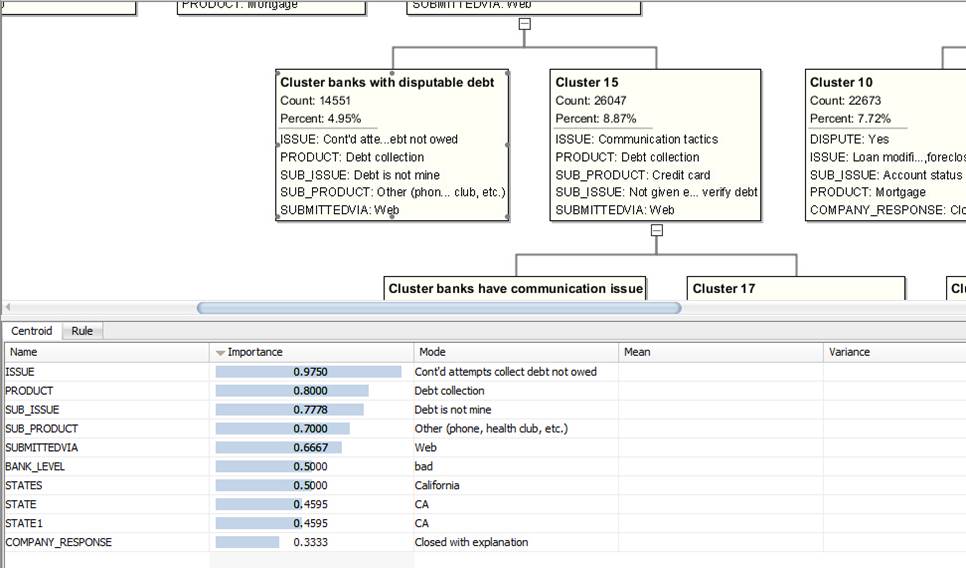 PRODUCT: Mortgage
SUBMITTEDVIA: Web
Cluster banks with disputable debt
Count: 14551
Percent: 4.95%
ISSUE: Cont'd atte...ebt not owed
PRODUCT: Debt collection
SUB_ISSUE: Debt is not mine
SUB_PRODUCT: Other (phon... club, etc.)
SUBMITTEDVIA: Web
Cluster 15
Count: 26047
Percent: 8.87%
ISSUE: Communication tactics
PRODUCT: Debt collection
SUB_PRODUCT: Credit card
SUB_ISSUE: Not given e... verify debt
SUBMITTEDVIA: Web
Cluster 10
Count: 22673
Percent: 7.72%
DISPUTE: Yes
ISSUE: Loan modifi...,foreclos
SUB_ISSUE: Account status
PRODUCT: Mortgage
COMPANY_RESPONSE: Clo
Cluster banks have communication issue
Cluster 17
Clu
Centroid Rule
Name Importance Mode Mean Variance
ISSUE 0.9750 Cont'd attempts collect debt not owed
PRODUCT 0.8000 Debt collection
SUB_ISSUE 0.7778 Debt is not mine
SUB_PRODUCT 0.7000 Other (phone, health club, etc.)
SUBMITTEDVIA 0.6667 Web
BANK_LEVEL 0.5000 bad
STATES 0.5000 California
STATE 0.4595 CA
STATE1 0.4595 CA
COMPANY_RESPONSE 0.3333 Closed with explanation